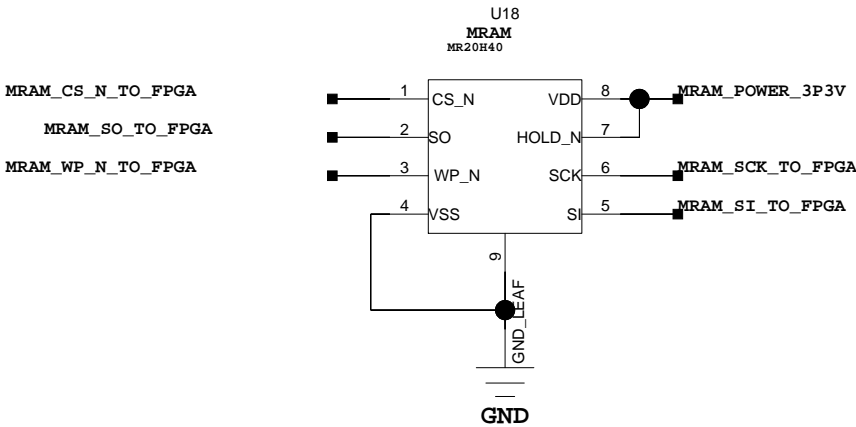 U18
MRAM
MR20H40
MRAM_CS_N_TO_FPGA 1 CS_N VDD 8 MRAM_POWER_3P3V
MRAM_SO_TO_FPGA 2 SO HOLD_N 7
MRAM_WP_N_TO_FPGA 3 WP_N SCK 6 MRAM_SCK_TO_FPGA
4 VSS SI 5 MRAM_SI_TO_FPGA
9
GND_LEAF
GND